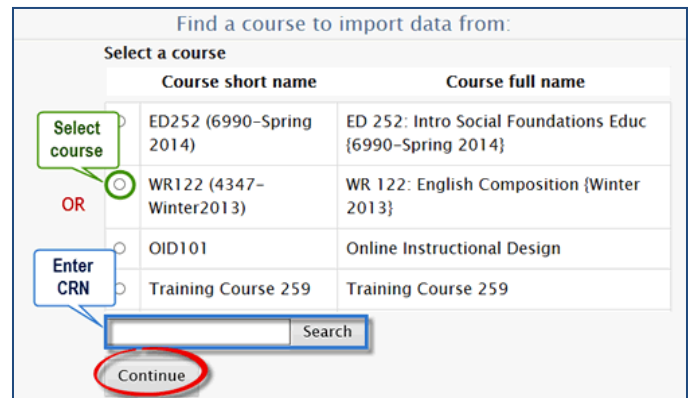 Find a course to import data from:
Select a course
Course short name Course full name
ED252 (6990-Spring 2014) ED 252: Intro Social Foundations Educ {6990-Spring 2014}
Select course
WR122 (4347-Winter2013) WR 122: English Composition {Winter 2013}
OR
OID101 Online Instructional Design
Enter CRN
Training Course 259 Training Course 259
Search
Continue